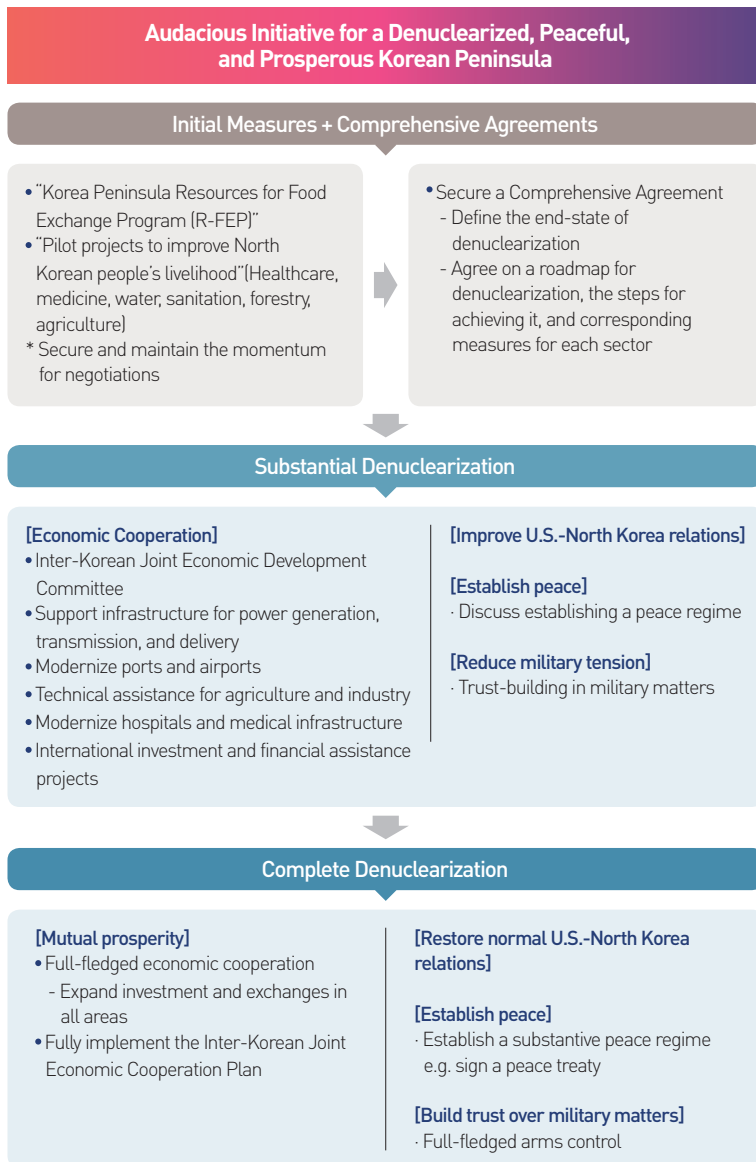 Audacious Initiative for a Denuclearized, Peaceful,
and Prosperous Korean Peninsula
Initial Measures + Comprehensive Agreements
• "Korea Peninsula Resources for Food
Exchange Program (R-FEP)"
• "Pilot projects to improve North
Korean people's livelihood"(Healthcare,
medicine, water, sanitation, forestry,
agriculture)
* Secure and maintain the momentum
for negotiations
• Secure a Comprehensive Agreement
- Define the end-state of
denuclearization
- Agree on a roadmap for
denuclearization, the steps for
achieving it, and corresponding
measures for each sector
Substantial Denuclearization
[Economic Cooperation]
• Inter-Korean Joint Economic Development
Committee
• Support infrastructure for power generation,
transmission, and delivery
• Modernize ports and airports
• Technical assistance for agriculture and industry
• Modernize hospitals and medical infrastructure
• International investment and financial assistance
projects
[Improve U.S.-North Korea relations]
[Establish peace]
· Discuss establishing a peace regime
[Reduce military tension]
· Trust-building in military matters
Complete Denuclearization
[Mutual prosperity]
• Full-fledged economic cooperation
- Expand investment and exchanges in
all areas
• Fully implement the Inter-Korean Joint
Economic Cooperation Plan
[Restore normal U.S.-North Korea
relations]
[Establish peace]
· Establish a substantive peace regime
e.g. sign a peace treaty
[Build trust over military matters]
· Full-fledged arms control